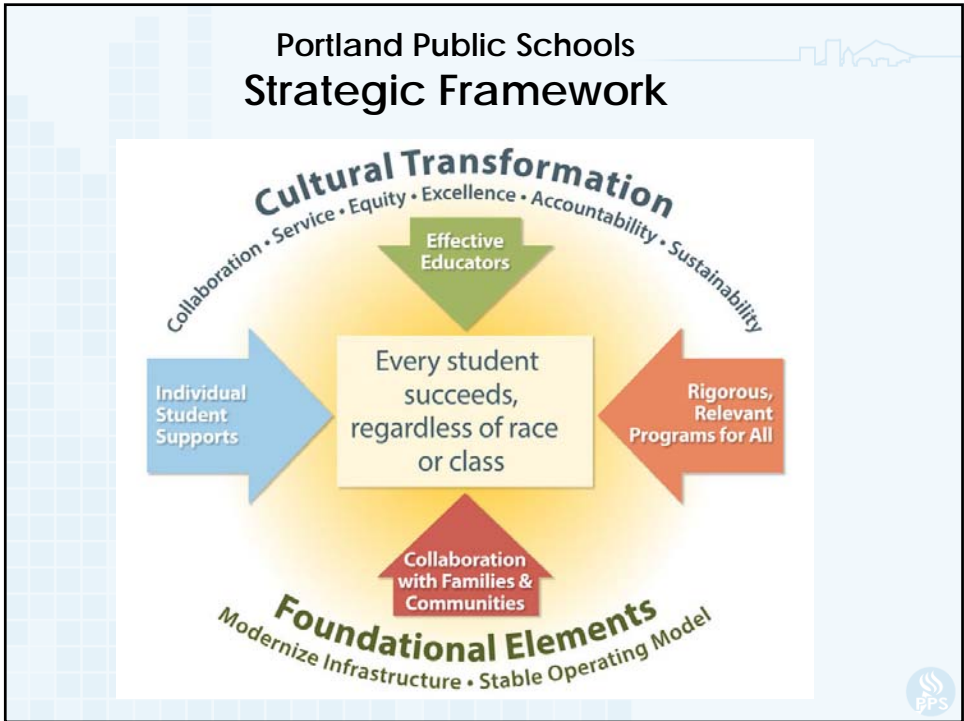 Portland Public Schools
Strategic Framework
Cultural Transformation
Collaboration • Service • Equity • Excellence • Accountability • Sustainability
Effective
Educators
Individual
Student
Supports
Every student
succeeds,
regardless of race
or class
Rigorous,
Relevant
Programs for All
Collaboration
with Families &
Communities
Foundational Elements
Modernize Infrastructure • Stable Operating Model
PPS